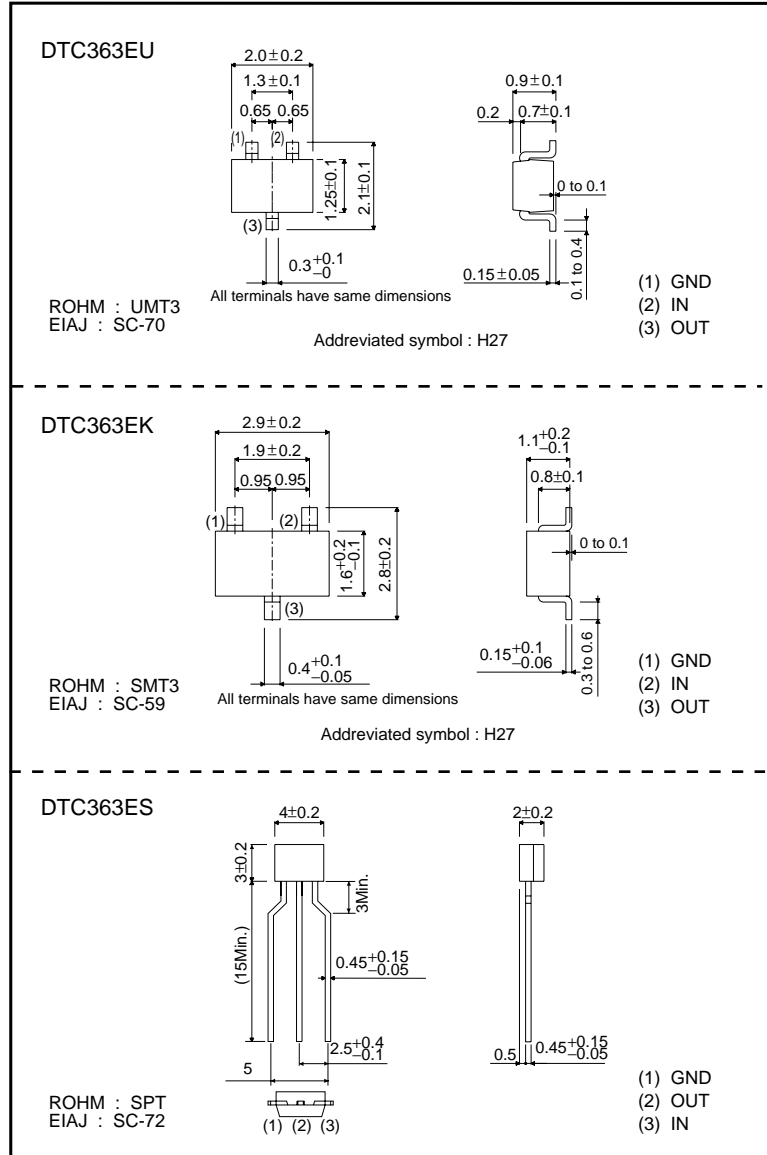 DTC363EU
2.0±0.2
1.3±0.1
0.65 0.65
(1) (2)
(3)
1.25±0.1
2.1±0.1
0.3+0.1 −0
All terminals have same dimensions
0.9±0.1
0.2 0.7±0.1
0 to 0.1
0.15±0.05
0.1 to 0.4
ROHM : UMT3
EIAJ : SC-70
Addreviated symbol : H27
(1) GND
(2) IN
(3) OUT
DTC363EK
2.9±0.2
1.9±0.2
0.95 0.95
(1) (2)
(3)
1.6+0.2 −0.1
2.8±0.2
0.4+0.1 −0.05
All terminals have same dimensions
1.1+0.2 −0.1
0.8±0.1
0 to 0.1
0.15+0.1 −0.06
0.3 to 0.6
ROHM : SMT3
EIAJ : SC-59
Addreviated symbol : H27
(1) GND
(2) IN
(3) OUT
DTC363ES
4±0.2
3±0.2
(15Min.)
3Min.
0.45+0.15 −0.05
2.5+0.4 −0.1
5
(1) (2) (3)
2±0.2
0.5 0.45+0.15 −0.05
ROHM : SPT
EIAJ : SC-72
(1) GND
(2) OUT
(3) IN